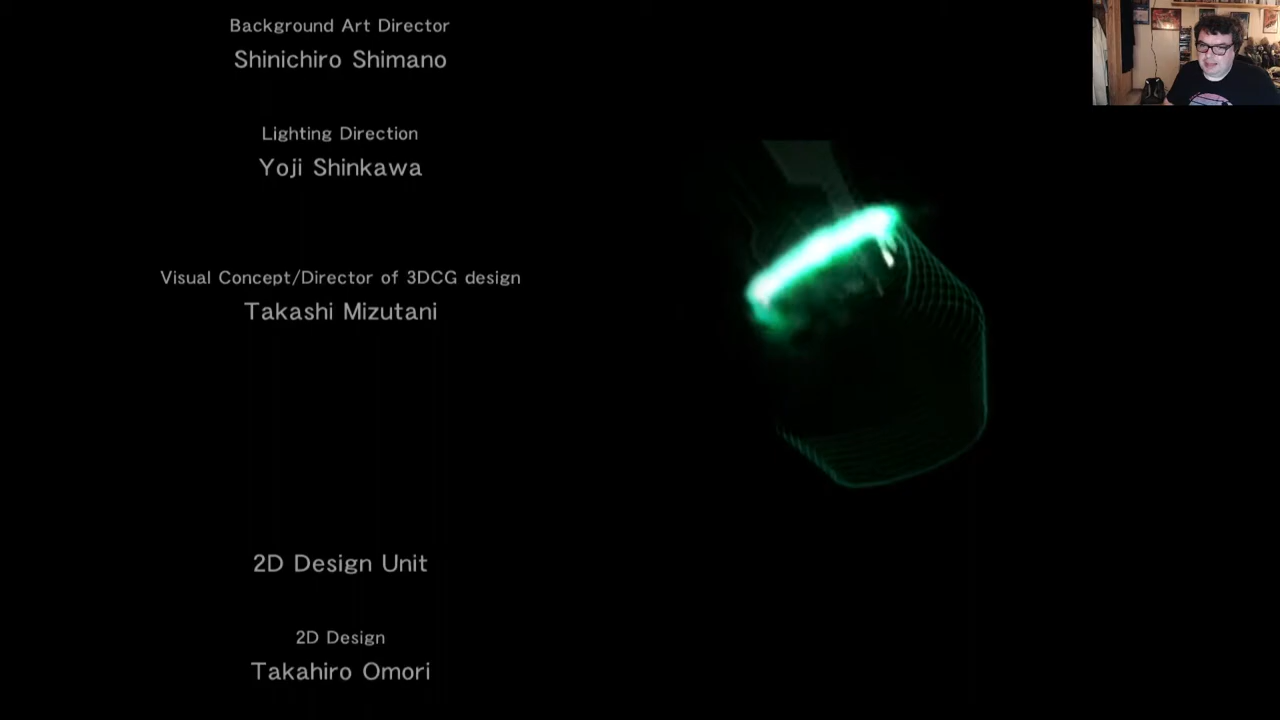 Background Art Director
Shinichiro Shimano
Lighting Direction
Yoji Shinkawa
Visual Concept/Director of 3DCG design
Takashi Mizutani
2D Design Unit
2D Design
Takahiro Omori